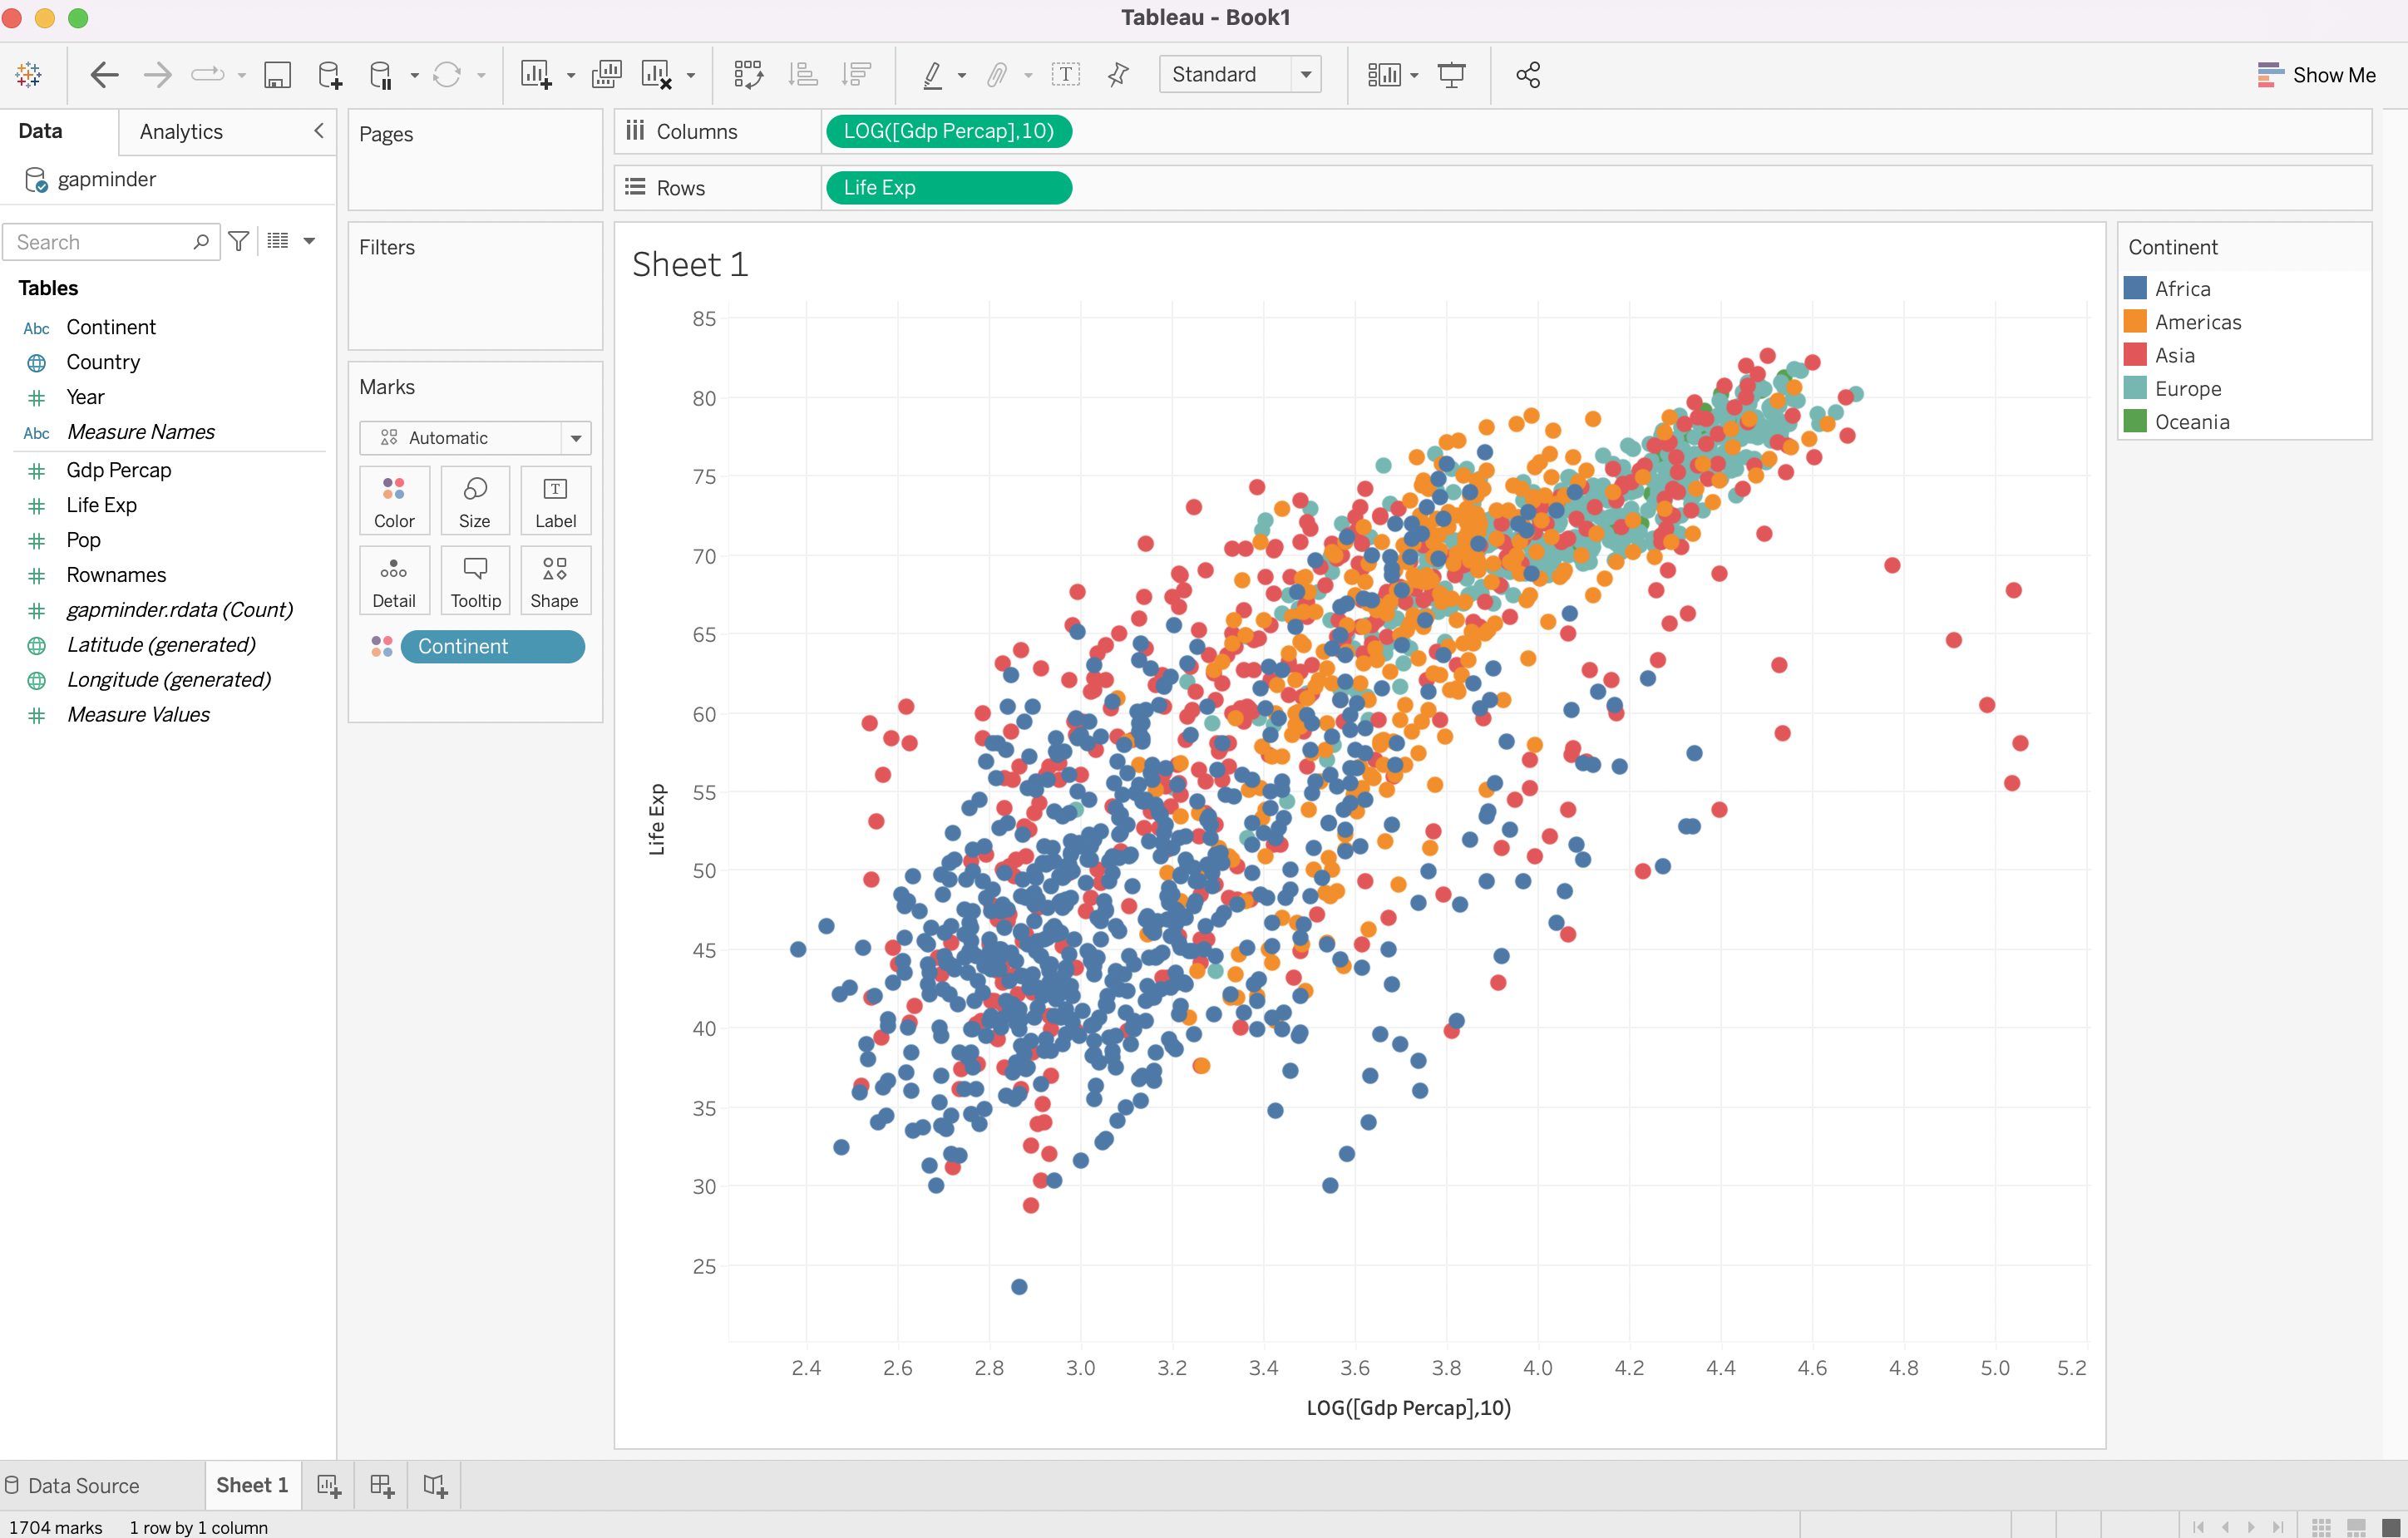 Tableau - Book1
Standard
Show Me
Data
Analytics
gapminder
Search
Tables
Abc Continent
Country
Year
Abc Measure Names
Gdp Percap
Life Exp
Pop
Rownames
gapminder.rdata (Count)
Latitude (generated)
Longitude (generated)
Measure Values
Pages
Filters
Marks
Automatic
Color
Size
T
Label
Detail
Tooltip
Shape
Continent
Columns
LOG([Gdp Percap],10)
Rows
Life Exp
Sheet 1
85
80
75
70
65
60
55
50
45
40
35
30
25
Life Exp
2.4 2.6 2.8 3.0 3.2 3.4 3.6 3.8 4.0 4.2 4.4 4.6 4.8 5.0 5.2
LOG([Gdp Percap],10)
Continent
Africa
Americas
Asia
Europe
Oceania
Data Source
Sheet 1
1704 marks 1 row by 1 column